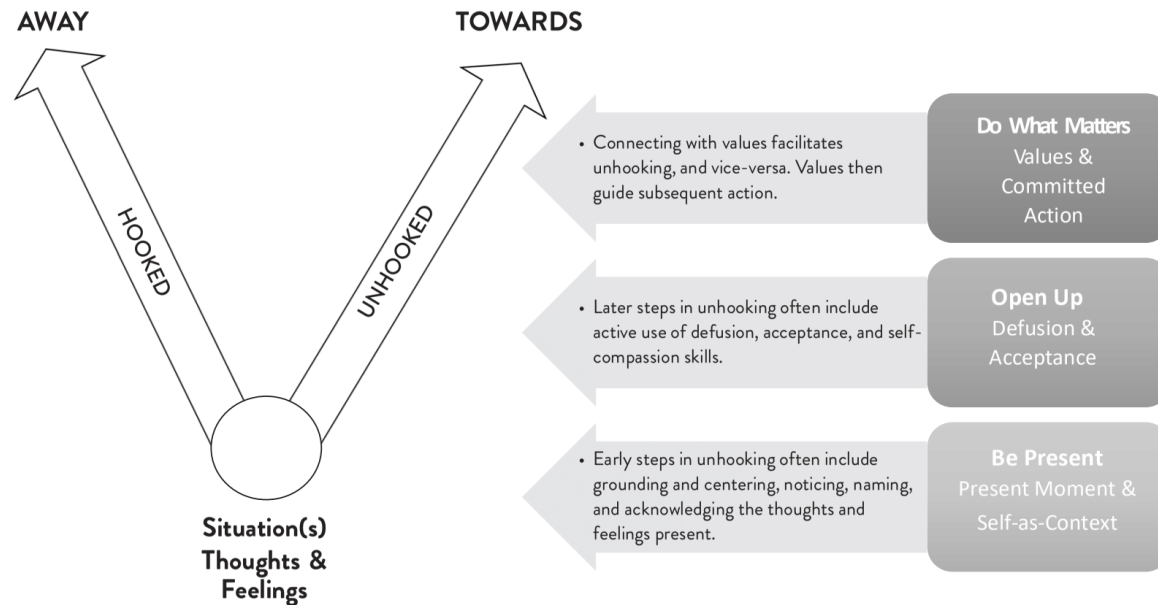 AWAY
TOWARDS
HOOKED
UNHOOKED
Situation(s)
Thoughts &
Feelings
• Connecting with values facilitates
unhooking, and vice-versa. Values then
guide subsequent action.
Do What Matters
Values &
Committed
Action
• Later steps in unhooking often include
active use of defusion, acceptance, and self-
compassion skills.
Open Up
Defusion &
Acceptance
• Early steps in unhooking often include
grounding and centering, noticing, naming,
and acknowledging the thoughts and
feelings present.
Be Present
Present Moment &
Self-as-Context